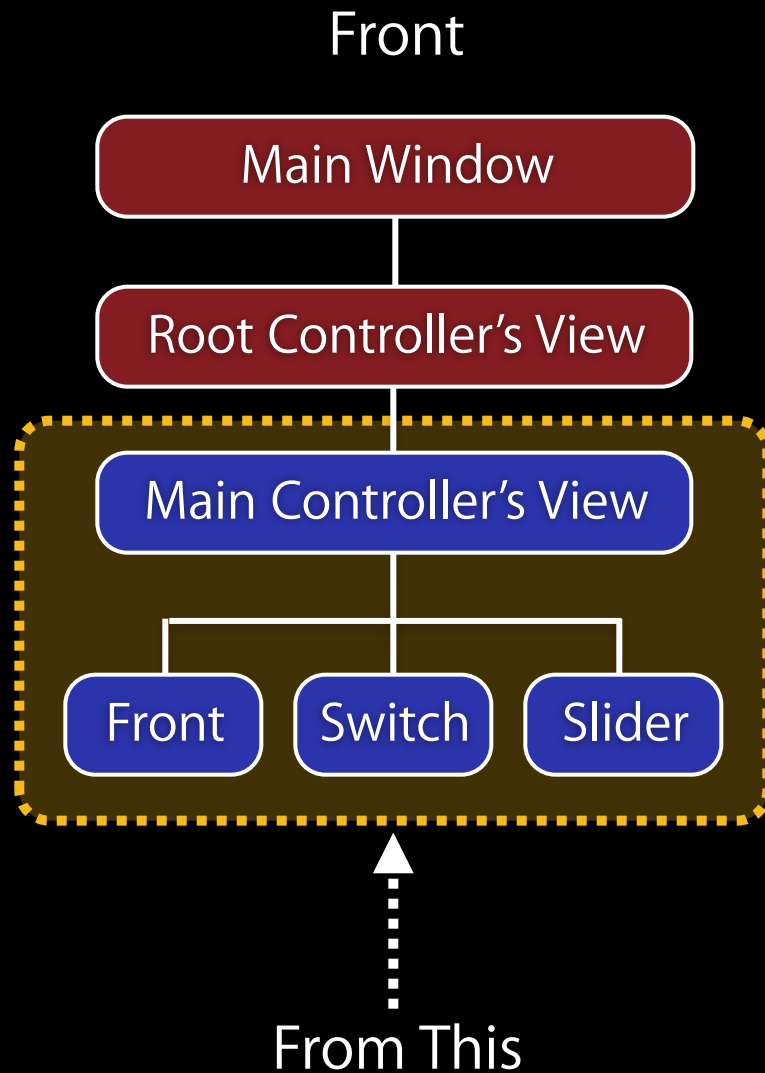 Front
Main Window
Root Controller’s View
Main Controller’s View
Front
Switch
Slider
From This